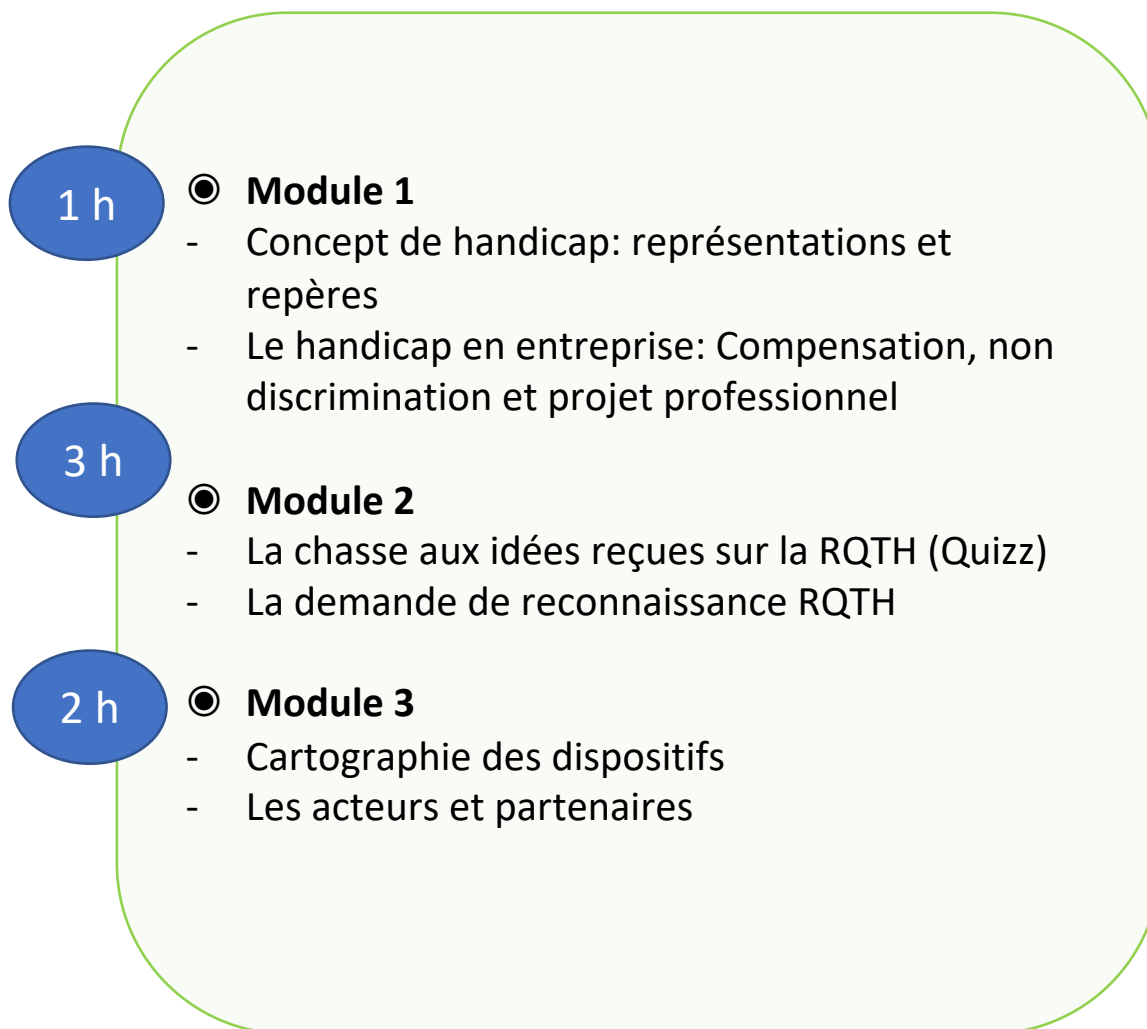 1 h
◉ Module 1
- Concept de handicap: représentations et
repères
- Le handicap en entreprise: Compensation, non
discrimination et projet professionnel
3 h
◉ Module 2
- La chasse aux idées reçues sur la RQTH (Quizz)
- La demande de reconnaissance RQTH
2 h
◉ Module 3
- Cartographie des dispositifs
- Les acteurs et partenaires